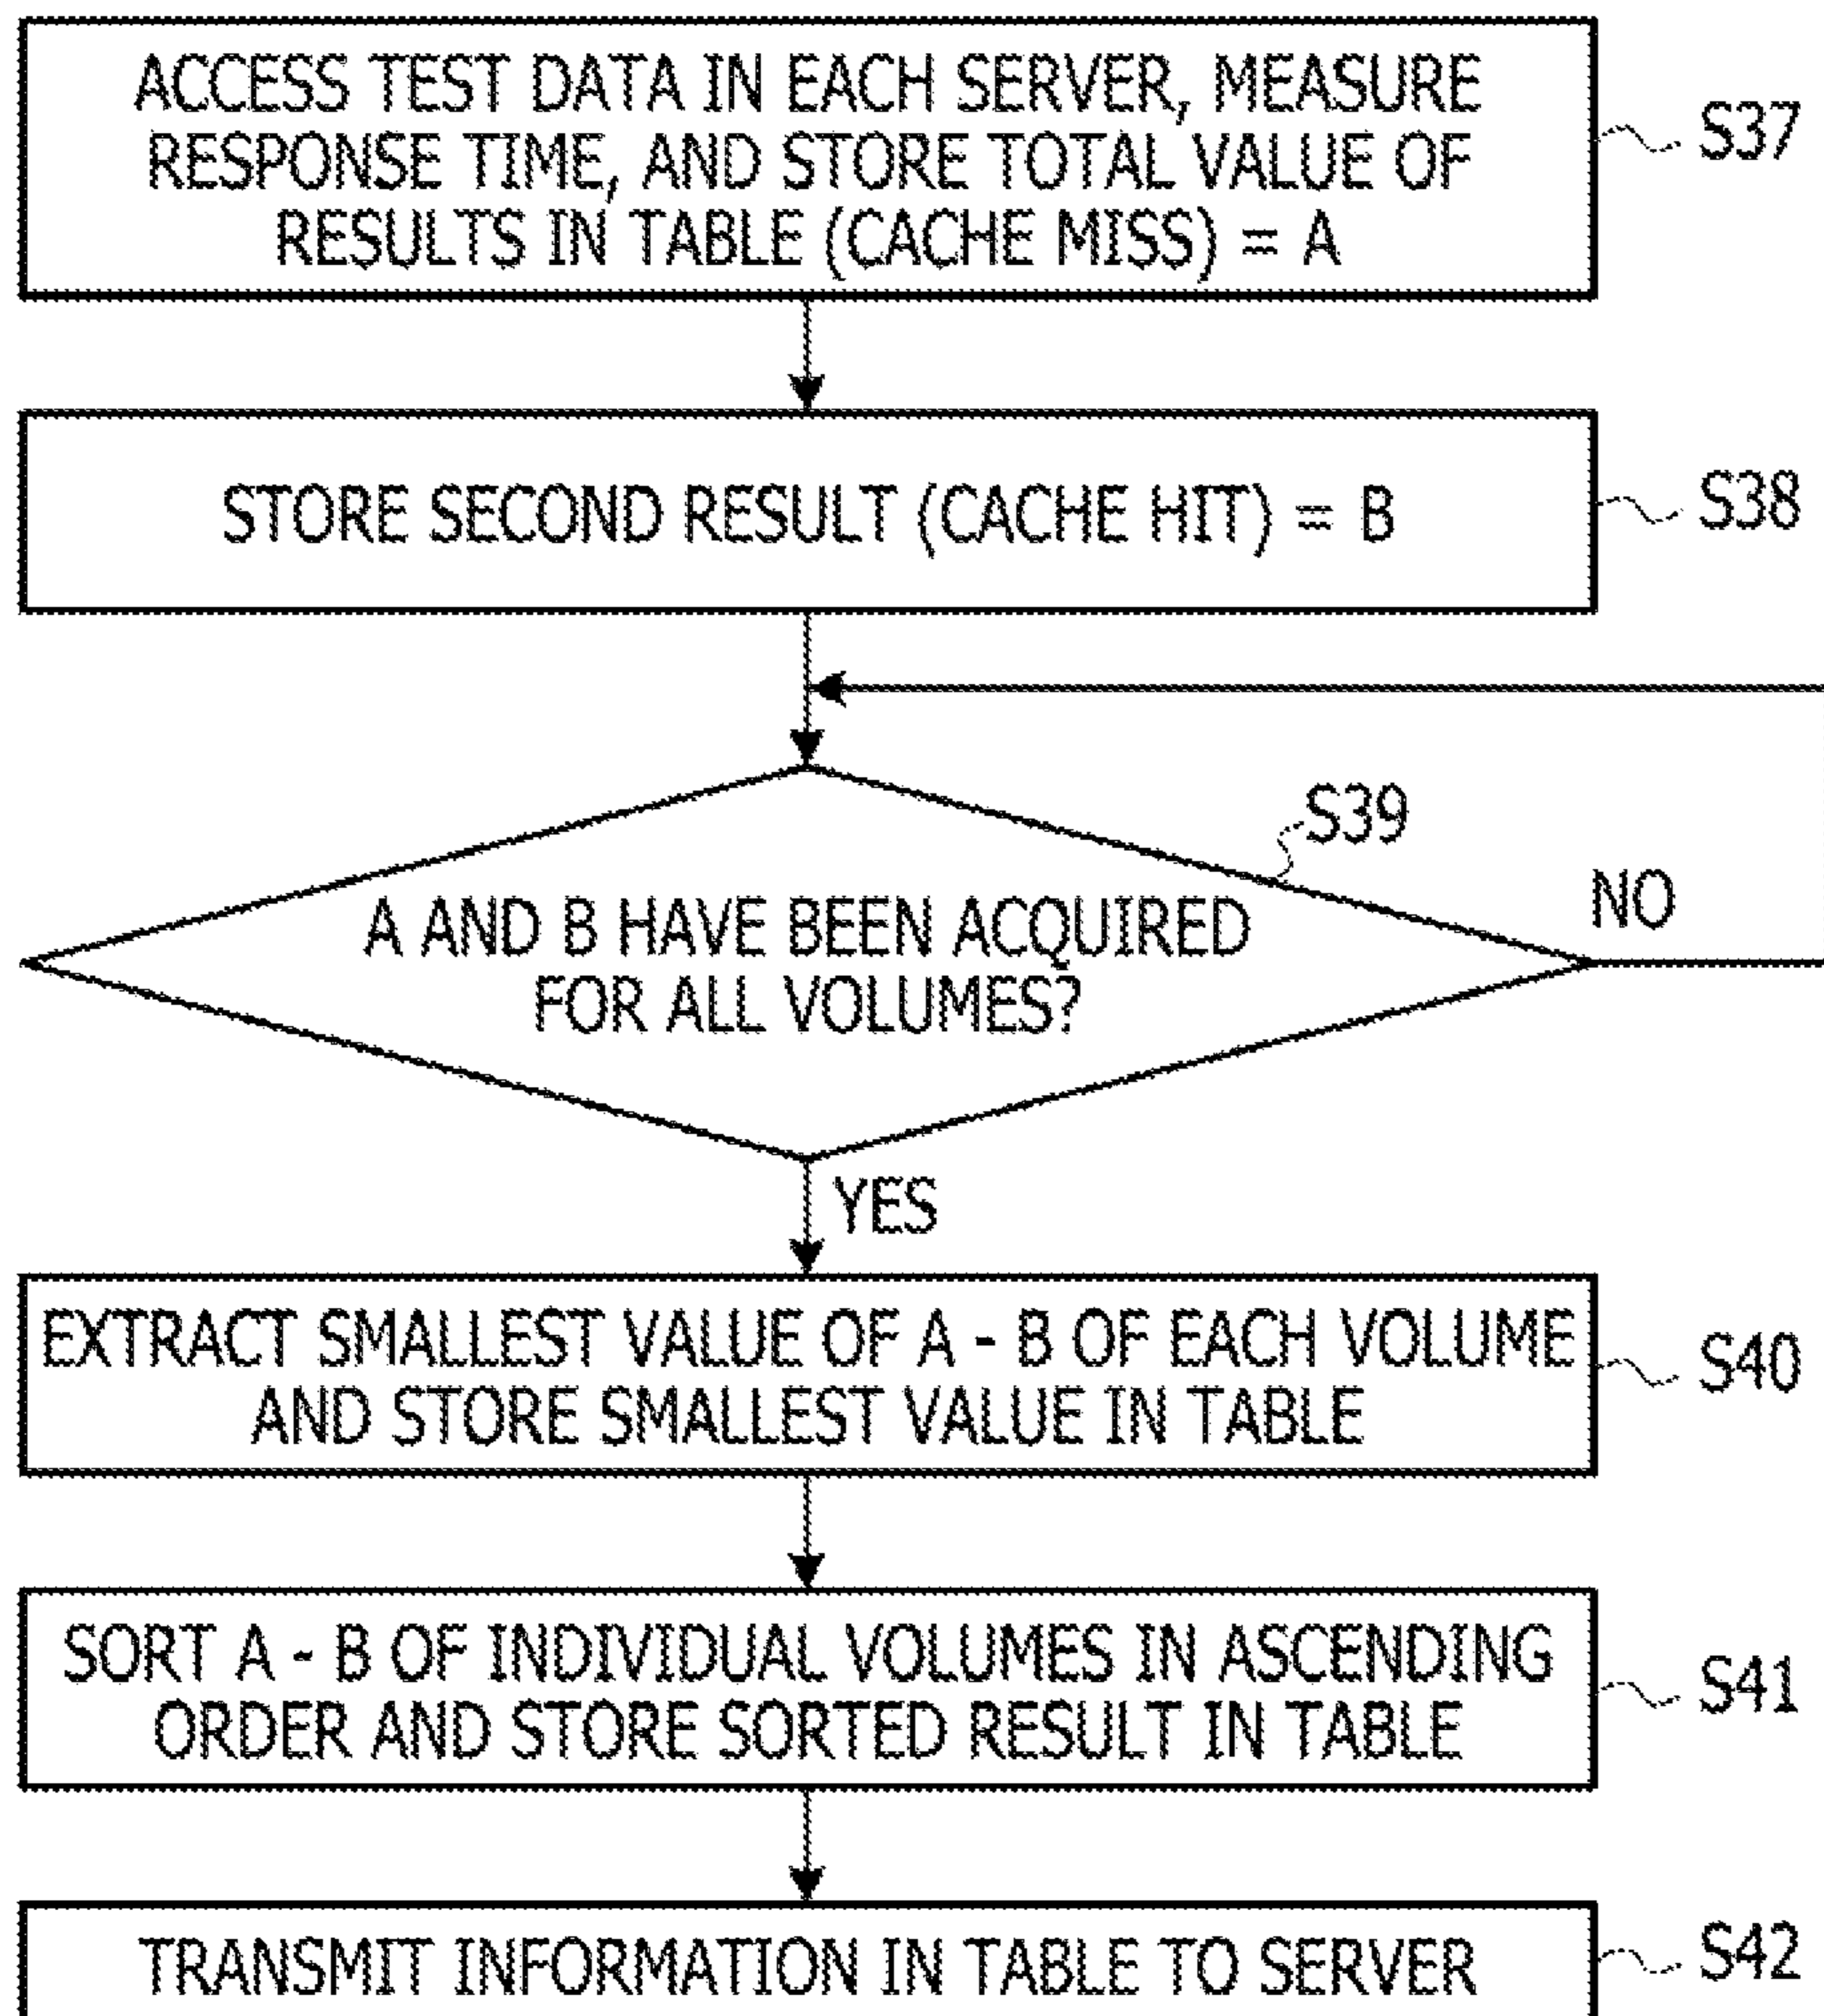 ACCESS TEST DATA IN EACH SERVER, MEASURE
RESPONSE TIME, AND STORE TOTAL VALUE OF
RESULTS IN TABLE (CACHE MISS) = A
S37
STORE SECOND RESULT (CACHE HIT) = B
S38
S39
A AND B HAVE BEEN ACQUIRED
FOR ALL VOLUMES?
NO
YES
EXTRACT SMALLEST VALUE OF A - B OF EACH VOLUME
AND STORE SMALLEST VALUE IN TABLE
S40
SORT A - B OF INDIVIDUAL VOLUMES IN ASCENDING
ORDER AND STORE SORTED RESULT IN TABLE
S41
TRANSMIT INFORMATION IN TABLE TO SERVER
S42